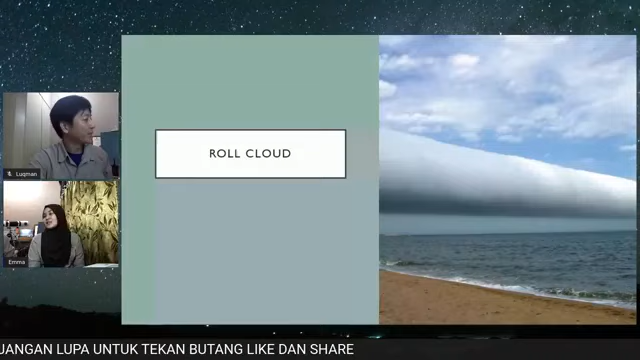 ROLL CLOUD
Luqman
Emma
JANGAN LUPA UNTUK TEKAN BUTANG LIKE DAN SHARE